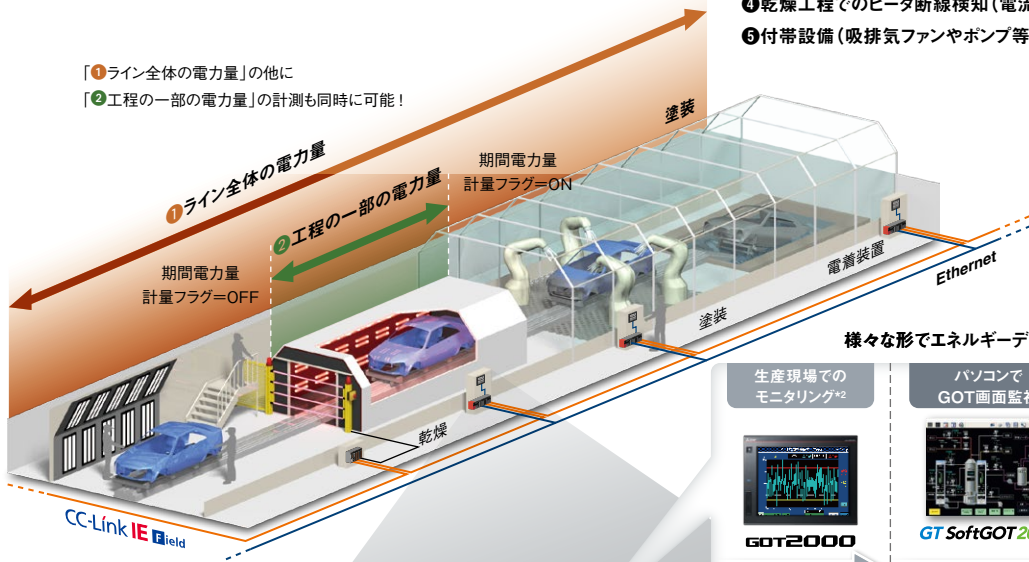 ❹乾燥工程でのヒータ断線検知（電流
❺付帯設備（吸排気ファンやポンプ等
「❶ライン全体の電力量」の他に
「❷工程の一部の電力量」の計測も同時に可能！
塗装
❶ライン全体の電力量
期間電力量
計量フラグ＝ON
❷工程の一部の電力量
期間電力量
計量フラグ＝OFF
電着装置
Ethernet
塗装
乾燥
CC-Link IE Field
様々な形でエネルギーデ
生産現場での
モニタリング*2
パソコンで
GOT画面監視
GOT2000
GT SoftGOT